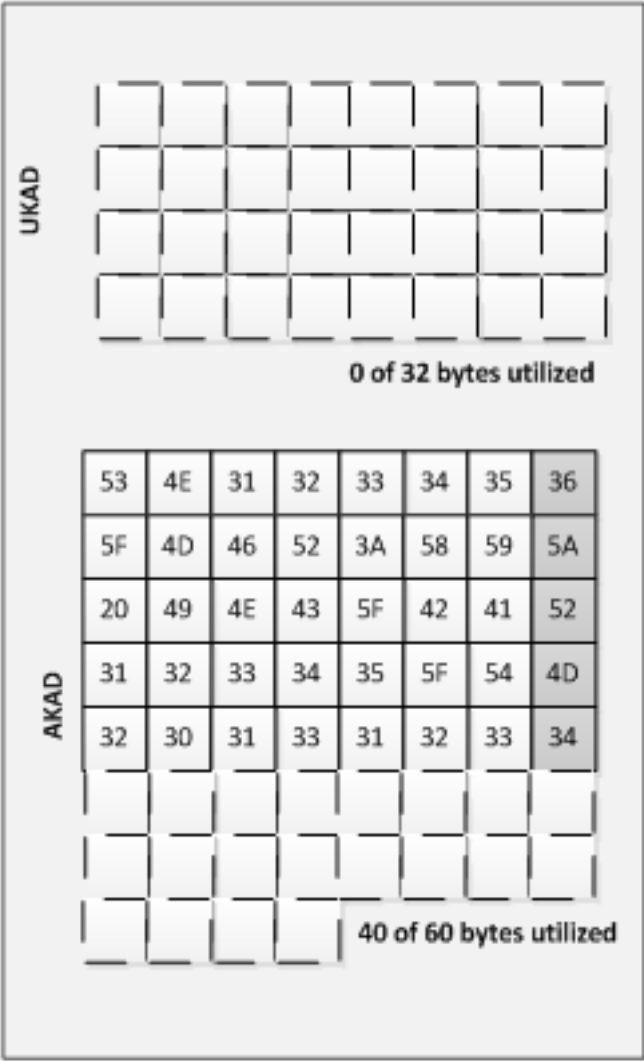 UKAD
0 of 32 bytes utilized
53 4E 31 32 33 34 35 36
5F 4D 46 52 3A 58 59 5A
20 49 4E 43 5F 42 41 52
AKAD
31 32 33 34 35 5F 54 4D
32 30 31 33 31 32 33 34
40 of 60 bytes utilized